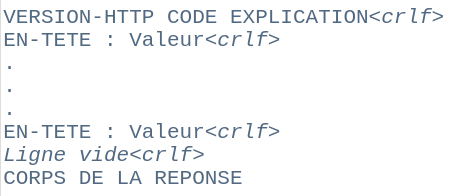 VERSION-HTTP CODE EXPLICATION<crlf>
EN-TETE : Valeur<crlf>
.
.
.
EN-TETE : Valeur<crlf>
Ligne vide<crlf>
CORPS DE LA REPONSE